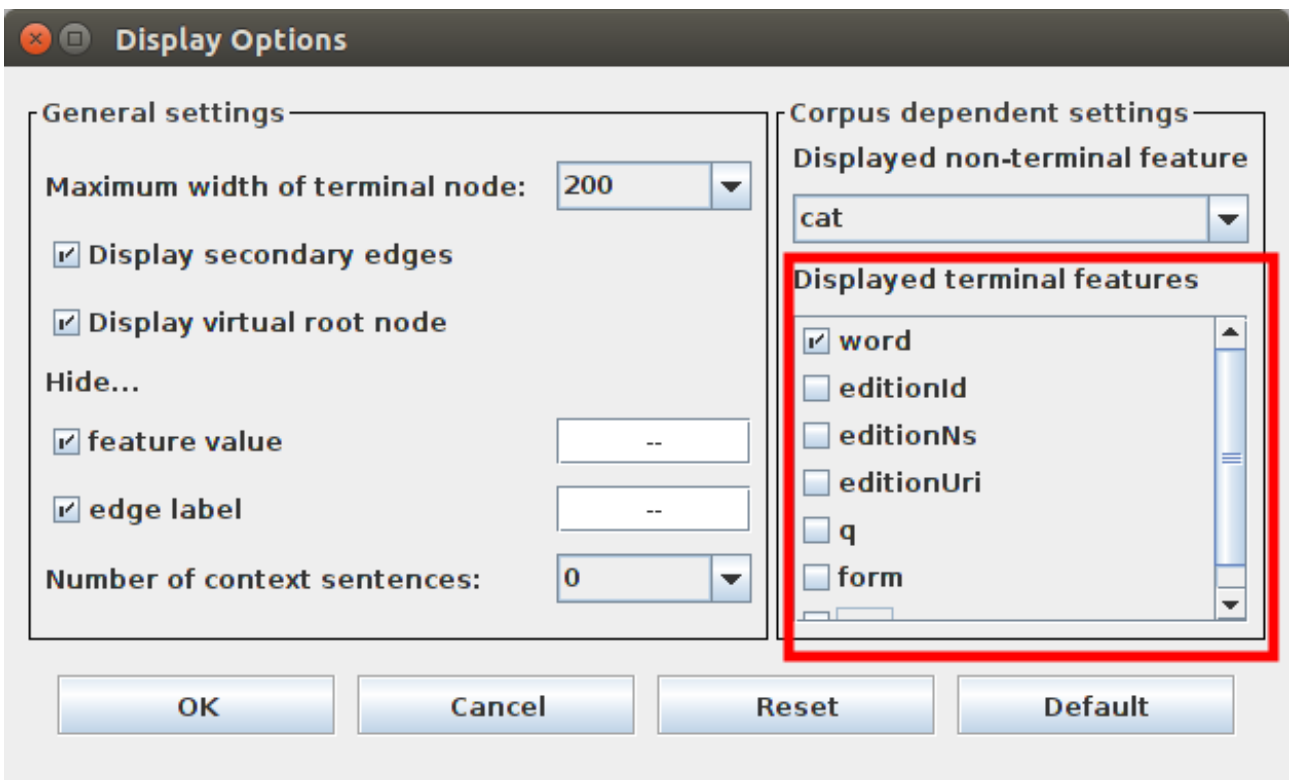 Display Options
General settings
Maximum width of terminal node: 200
Display secondary edges
Display virtual root node
Hide...
feature value --
edge label --
Number of context sentences: 0
Corpus dependent settings
Displayed non-terminal feature
cat
Displayed terminal features
word
editionId
editionNs
editionUri
q
form
OK Cancel Reset Default